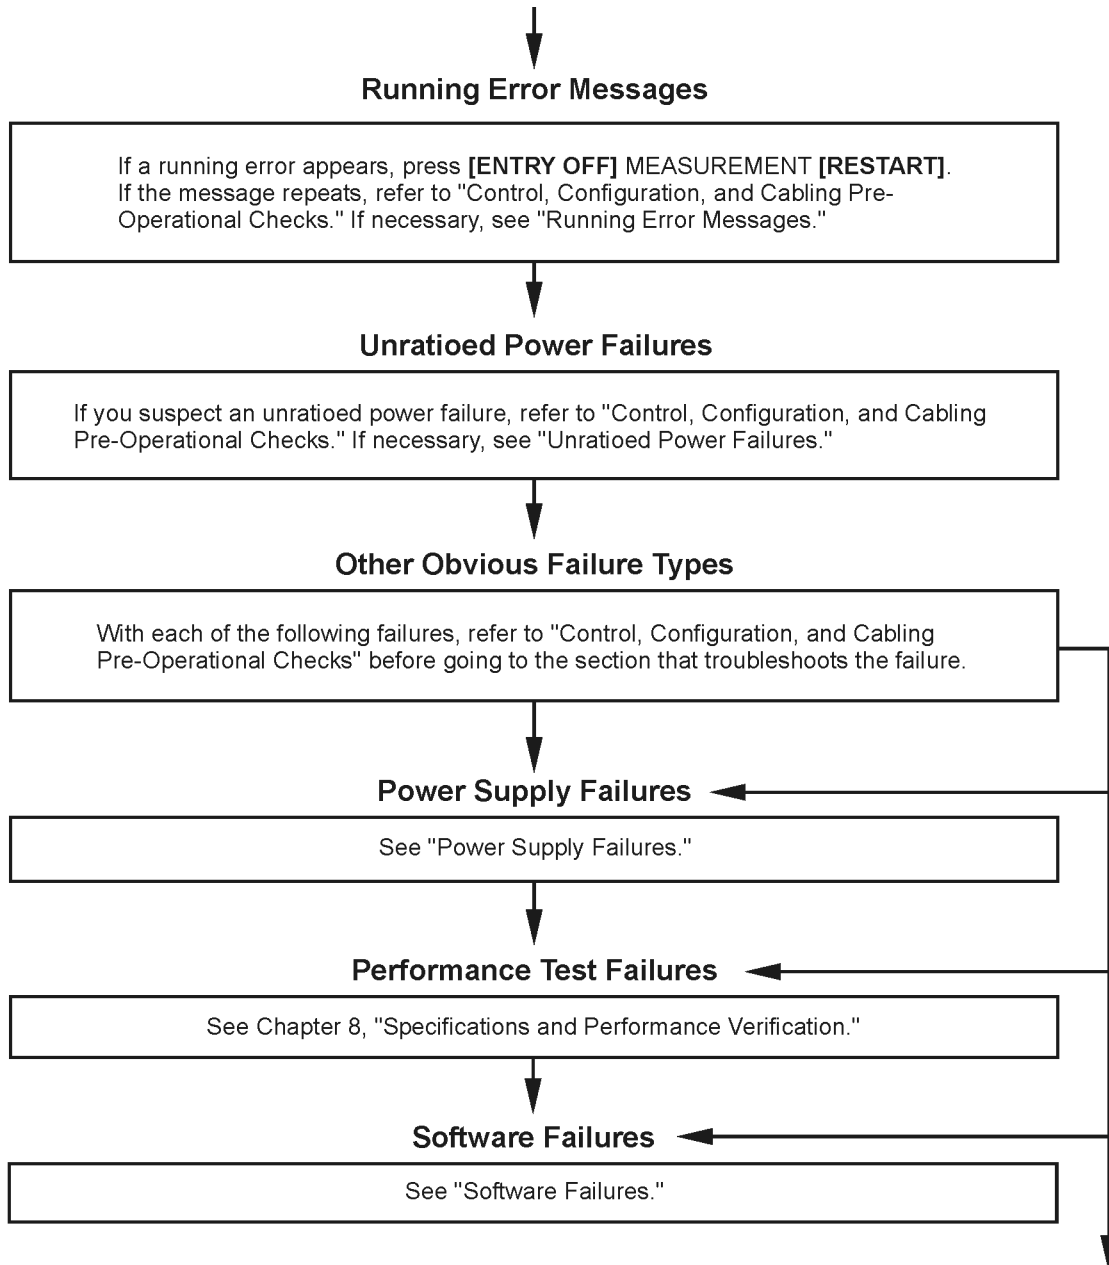 Running Error Messages
If a running error appears, press [ENTRY OFF] MEASUREMENT [RESTART].
If the message repeats, refer to "Control, Configuration, and Cabling Pre-
Operational Checks." If necessary, see "Running Error Messages."
Unratioed Power Failures
If you suspect an unratioed power failure, refer to "Control, Configuration, and Cabling
Pre-Operational Checks." If necessary, see "Unratioed Power Failures."
Other Obvious Failure Types
With each of the following failures, refer to "Control, Configuration, and Cabling
Pre-Operational Checks" before going to the section that troubleshoots the failure.
Power Supply Failures
See "Power Supply Failures."
Performance Test Failures
See Chapter 8, "Specifications and Performance Verification."
Software Failures
See "Software Failures."